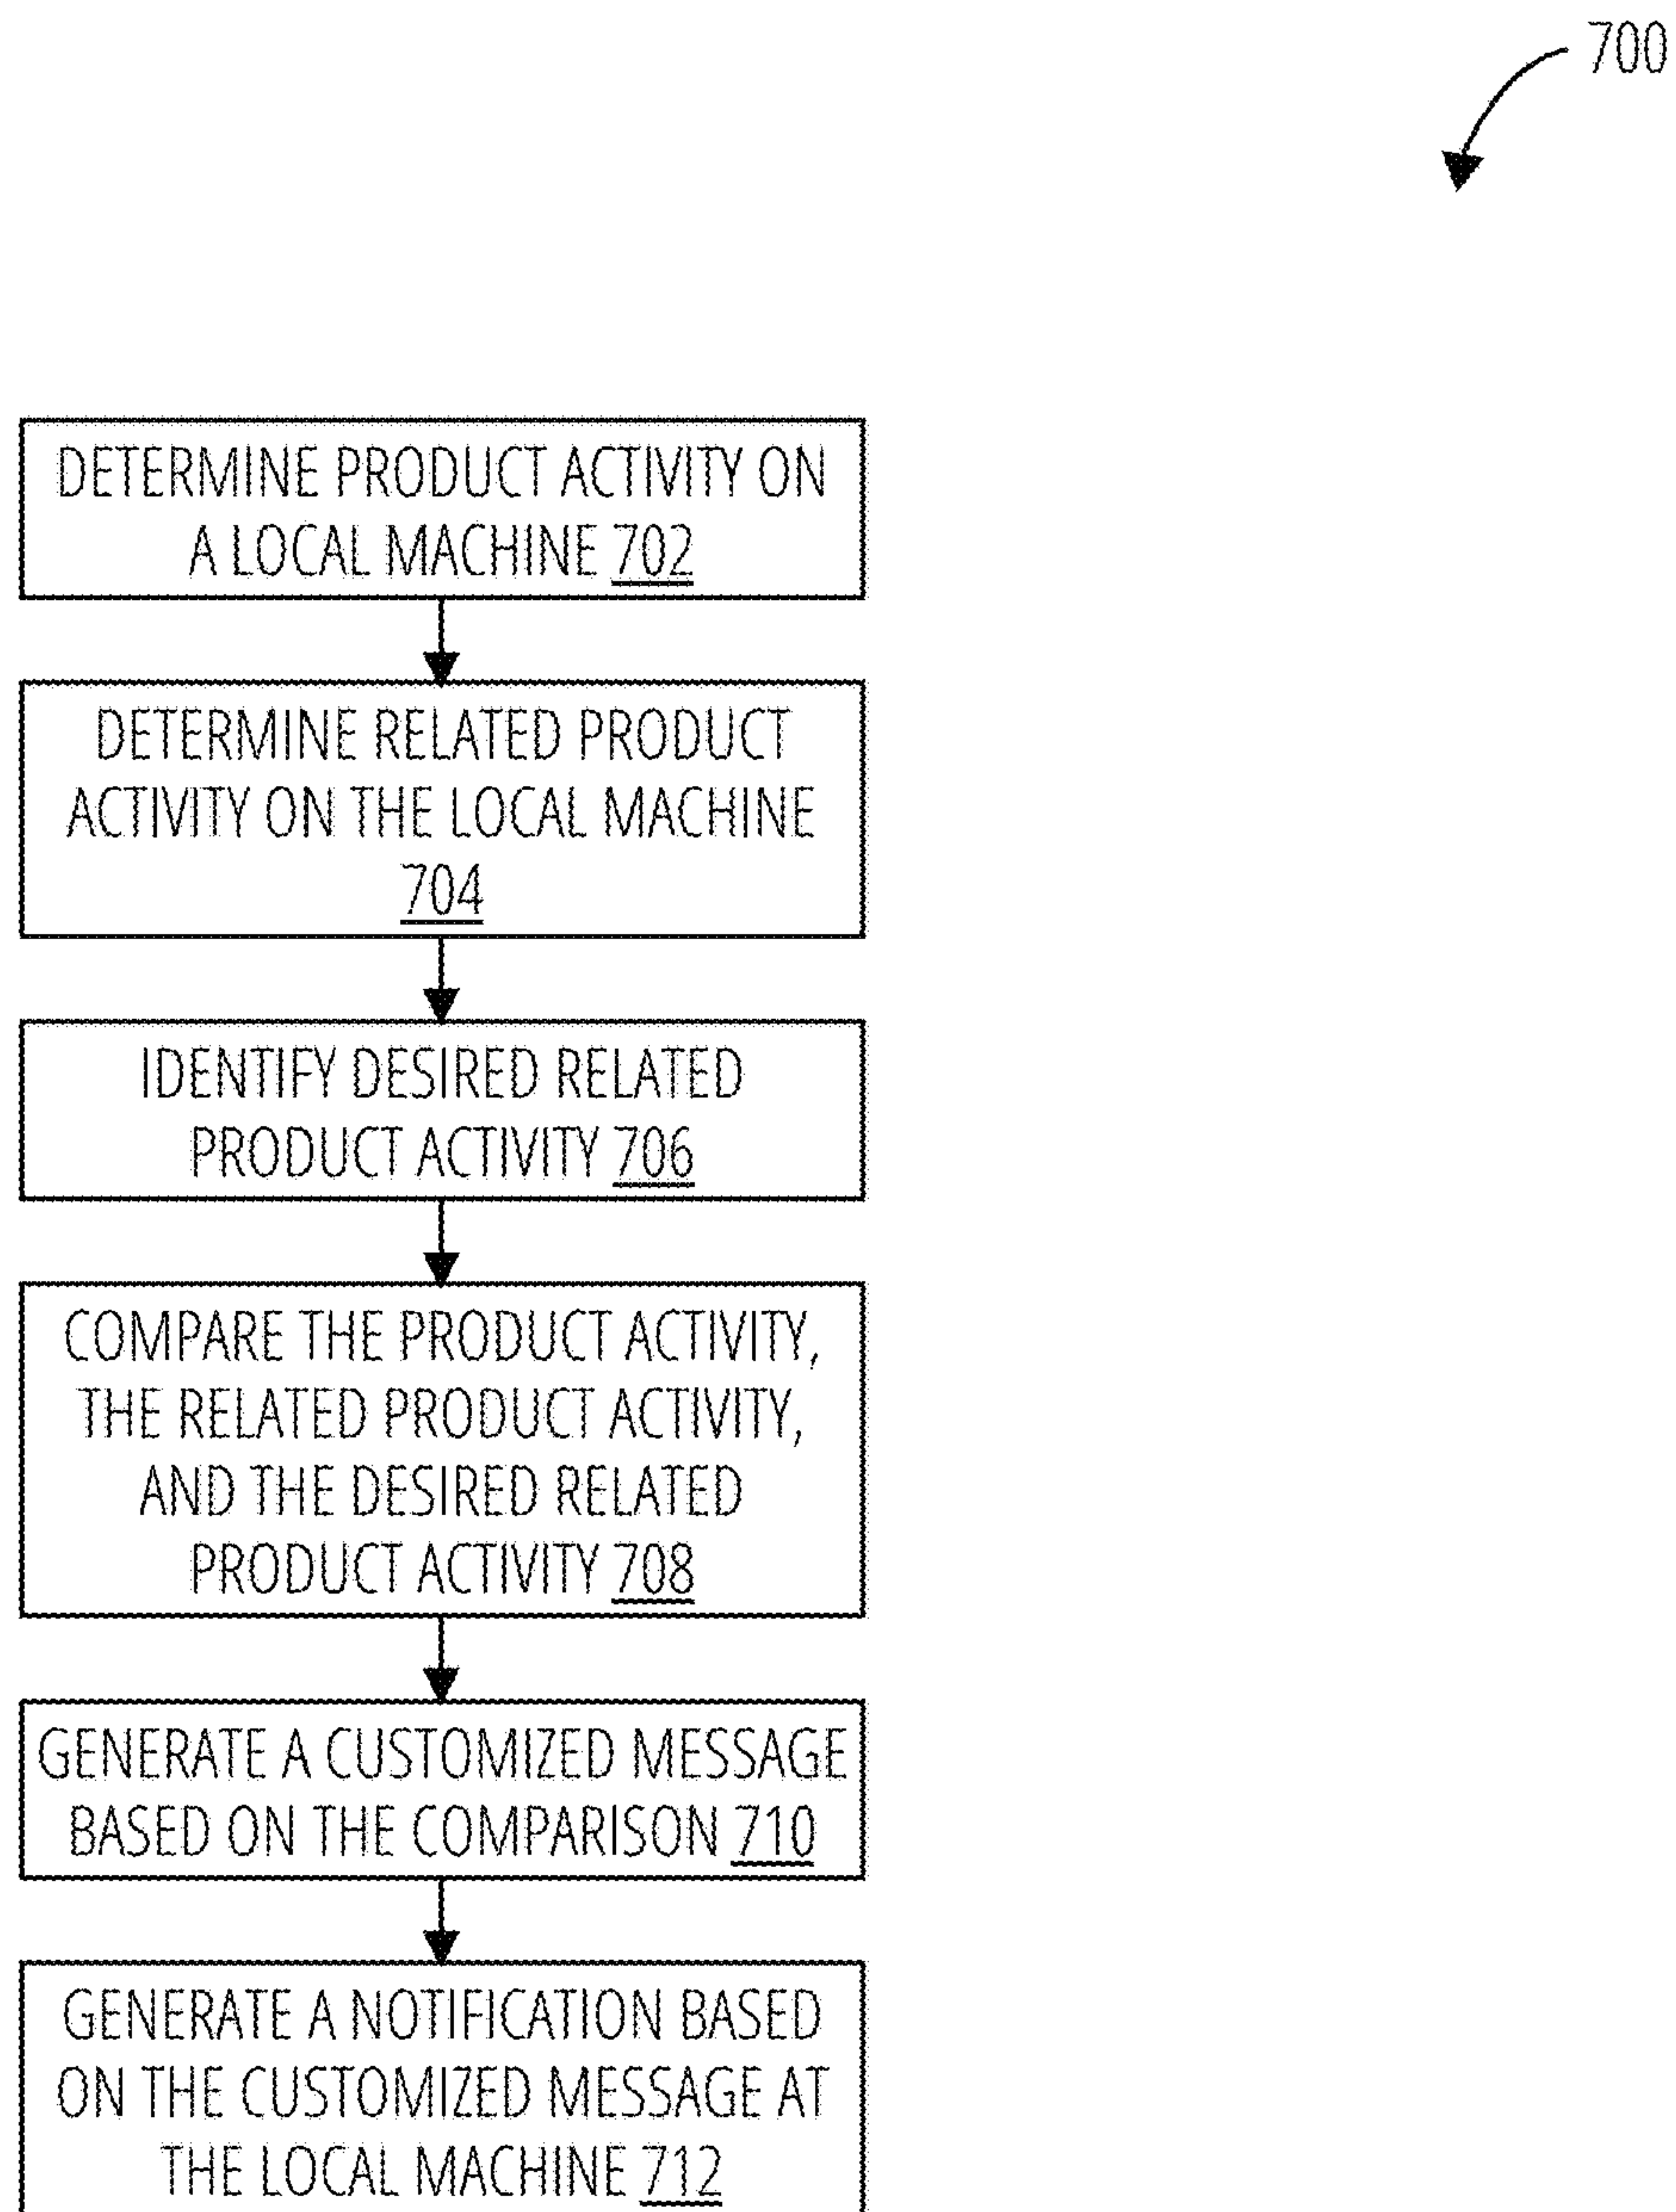 700
DETERMINE PRODUCT ACTIVITY ON
A LOCAL MACHINE 702
DETERMINE RELATED PRODUCT
ACTIVITY ON THE LOCAL MACHINE
704
IDENTIFY DESIRED RELATED
PRODUCT ACTIVITY 706
COMPARE THE PRODUCT ACTIVITY,
THE RELATED PRODUCT ACTIVITY,
AND THE DESIRED RELATED
PRODUCT ACTIVITY 708
GENERATE A CUSTOMIZED MESSAGE
BASED ON THE COMPARISON 710
GENERATE A NOTIFICATION BASED
ON THE CUSTOMIZED MESSAGE AT
THE LOCAL MACHINE 712